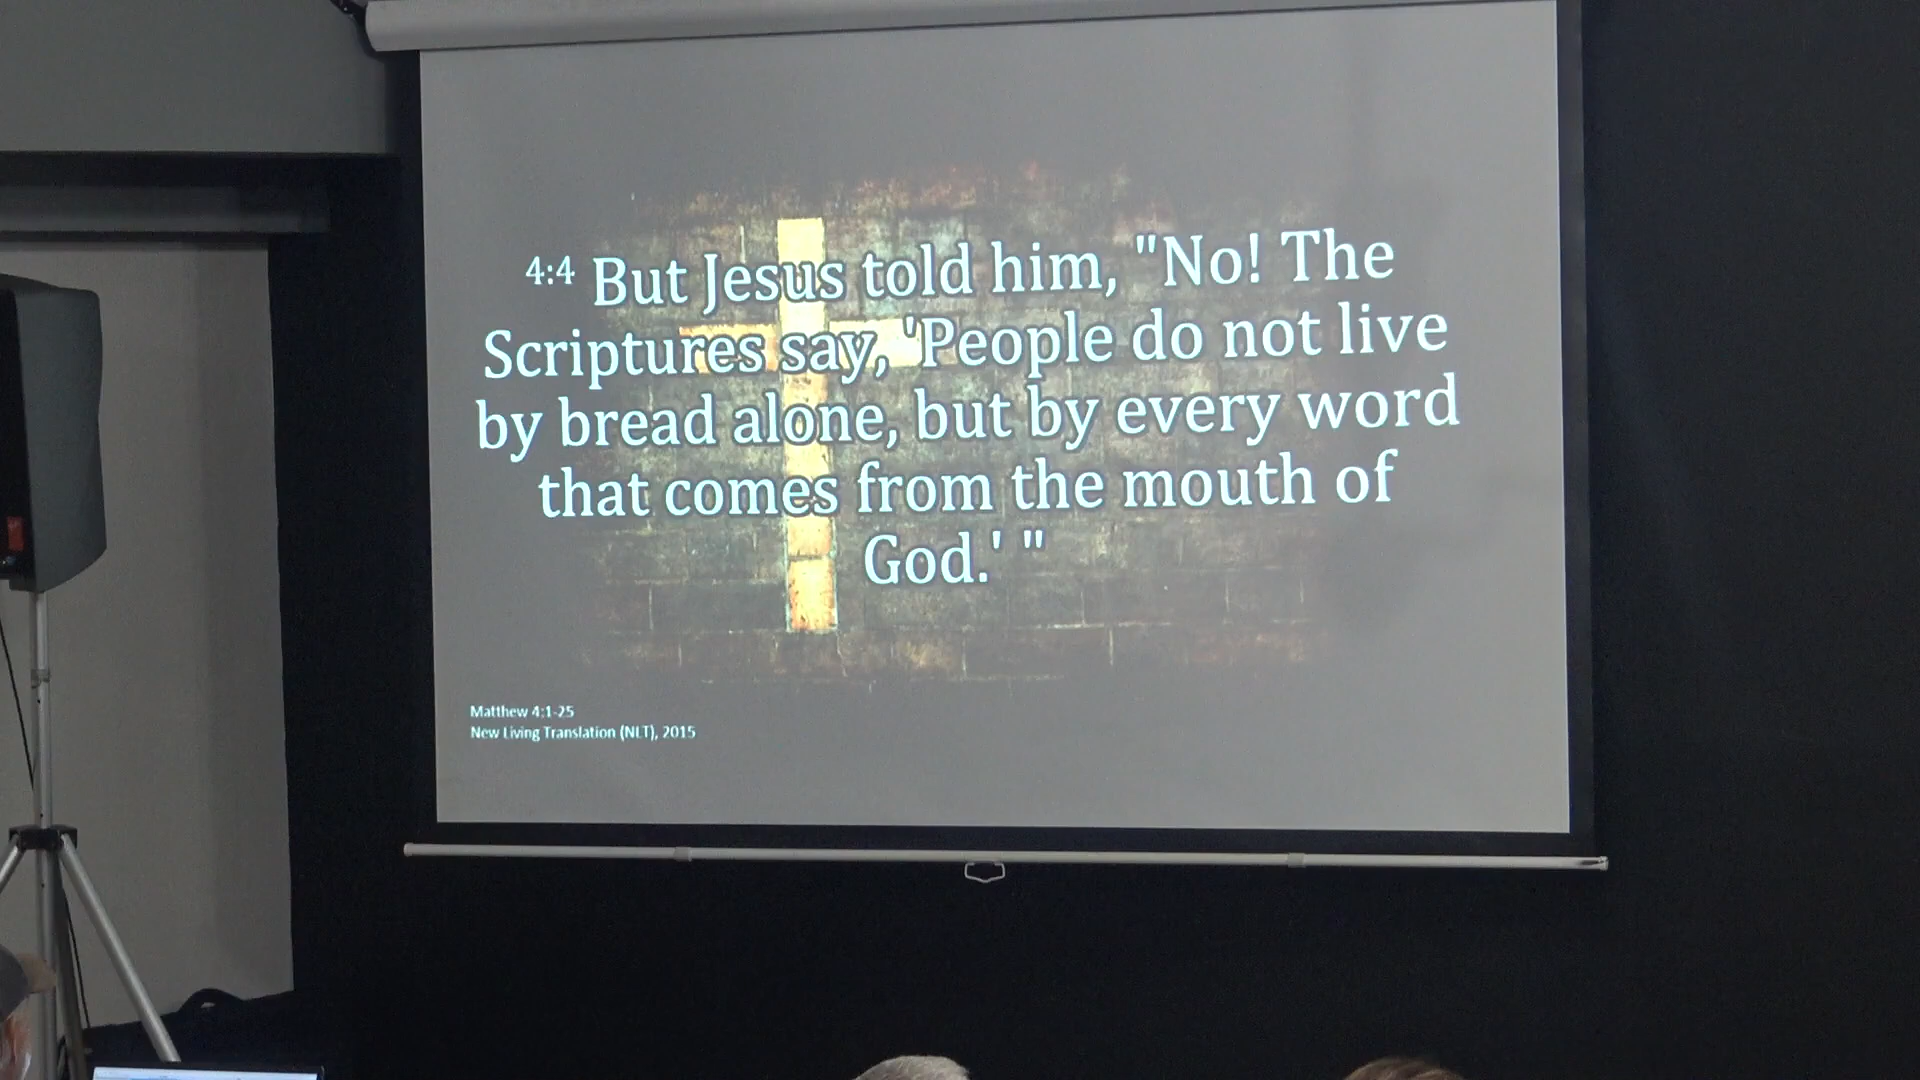 4:4 But Jesus told him, "No! The
Scriptures say, 'People do not live
by bread alone, but by every word
that comes from the mouth of
God.' "
Matthew 4:1-25
New Living Translation (NLT), 2015